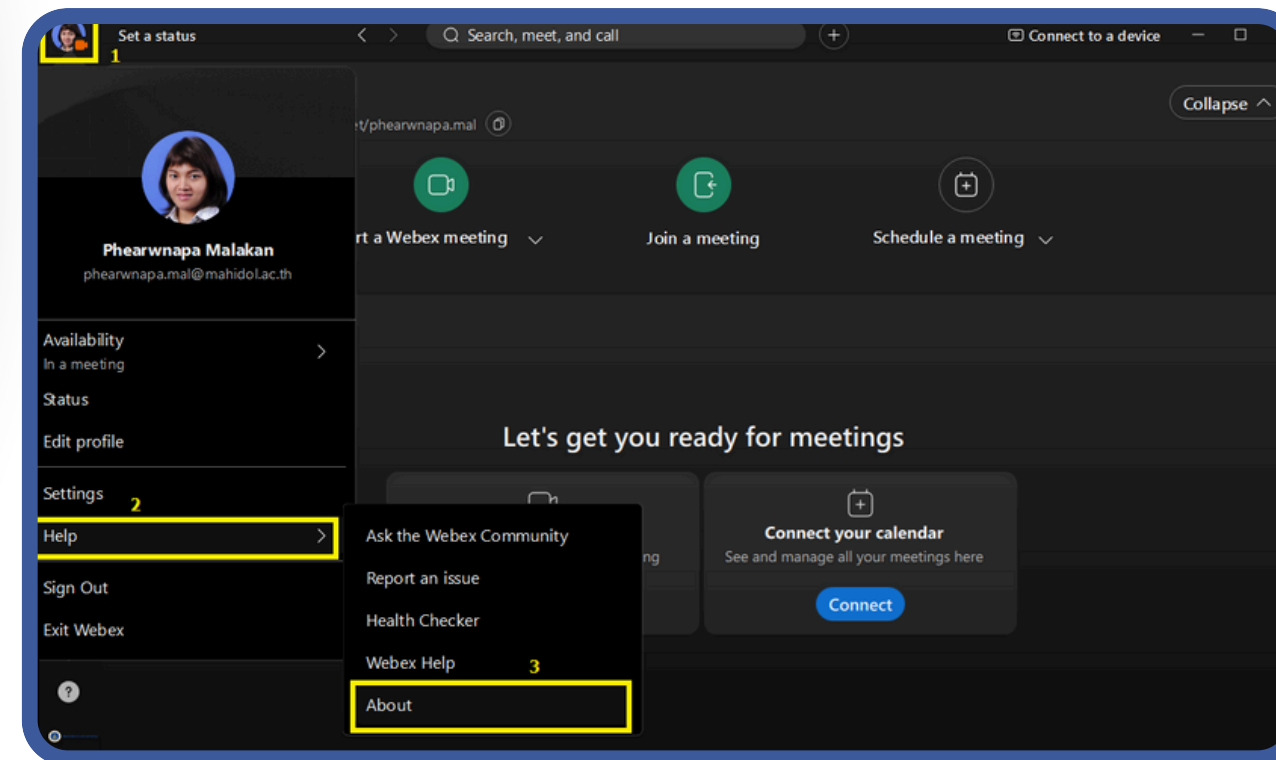 Set a status
Search, meet, and call
Connect to a device
1
Collapse
et/phearwnapa.mal
Phearwnapa Malakan
phearwnapa.mal@mahidol.ac.th
rt a Webex meeting
Join a meeting
Schedule a meeting
Availability
In a meeting
Status
Edit profile
Let's get you ready for meetings
Settings
2
Help
Sign Out
Exit Webex
Ask the Webex Community
Report an issue
Health Checker
Webex Help
3
About
ng
Connect your calendar
See and manage all your meetings here
Connect